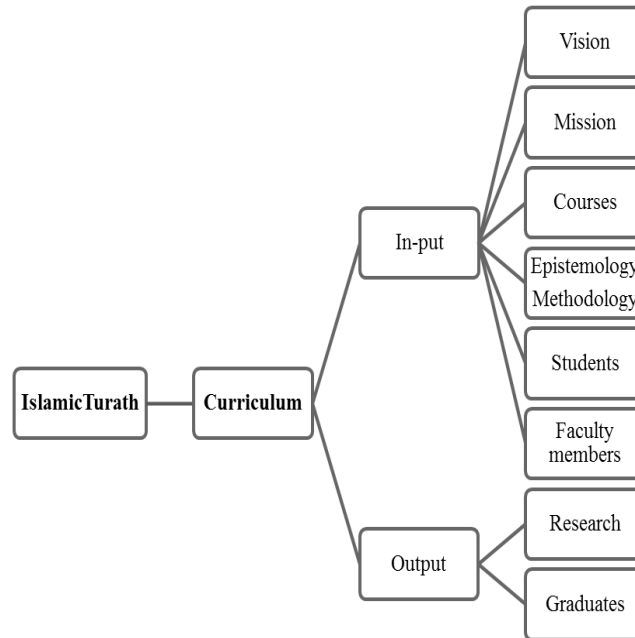 Vision
Mission
Courses
In-put
Epistemology
Methodology
Students
IslamicTurath
Curriculum
Faculty
members
Research
Output
Graduates